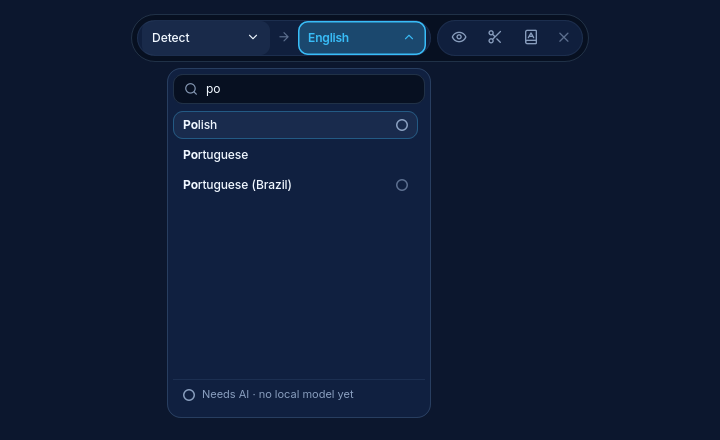 Detect
English
po
Polish
Portuguese
Portuguese (Brazil)
Needs AI · no local model yet